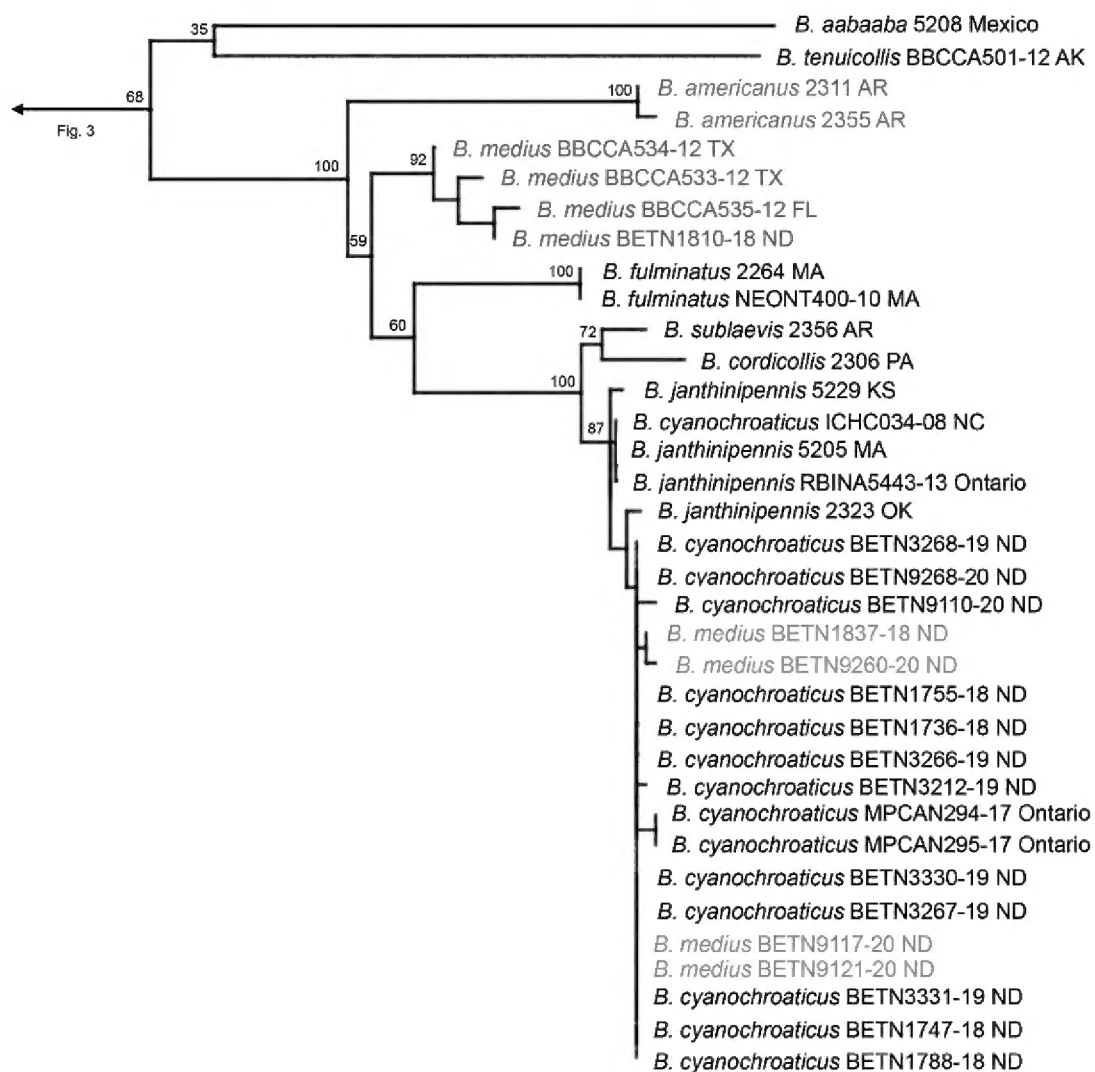 B. aabaaba 5208 Mexico
35
B. tenuicollis BBCCA501-12 AK
68
Fig. 3
100
B. americanus 2311 AR
B. americanus 2355 AR
B. medius BBCCA534-12 TX
92
100
B. medius BBCCA533-12 TX
B. medius BBCCA535-12 FL
59
B. medius BETN1810-18 ND
100
B. fulminatus 2264 MA
B. fulminatus NEONT400-10 MA
60
72
B. sublaevis 2356 AR
B. cordicollis 2306 PA
100
B. janthinipennis 5229 KS
B. cyanochroaticus ICHC034-08 NC
87
B. janthinipennis 5205 MA
B. janthinipennis RBINA5443-13 Ontario
B. janthinipennis 2323 OK
B. cyanochroaticus BETN3268-19 ND
B. cyanochroaticus BETN9268-20 ND
B. cyanochroaticus BETN9110-20 ND
B. medius BETN1837-18 ND
B. medius BETN9260-20 ND
B. cyanochroaticus BETN1755-18 ND
B. cyanochroaticus BETN1736-18 ND
B. cyanochroaticus BETN3266-19 ND
B. cyanochroaticus BETN3212-19 ND
B. cyanochroaticus MPCAN294-17 Ontario
B. cyanochroaticus MPCAN295-17 Ontario
B. cyanochroaticus BETN3330-19 ND
B. cyanochroaticus BETN3267-19 ND
B. medius BETN9117-20 ND
B. medius BETN9121-20 ND
B. cyanochroaticus BETN3331-19 ND
B. cyanochroaticus BETN1747-18 ND
B. cyanochroaticus BETN1788-18 ND